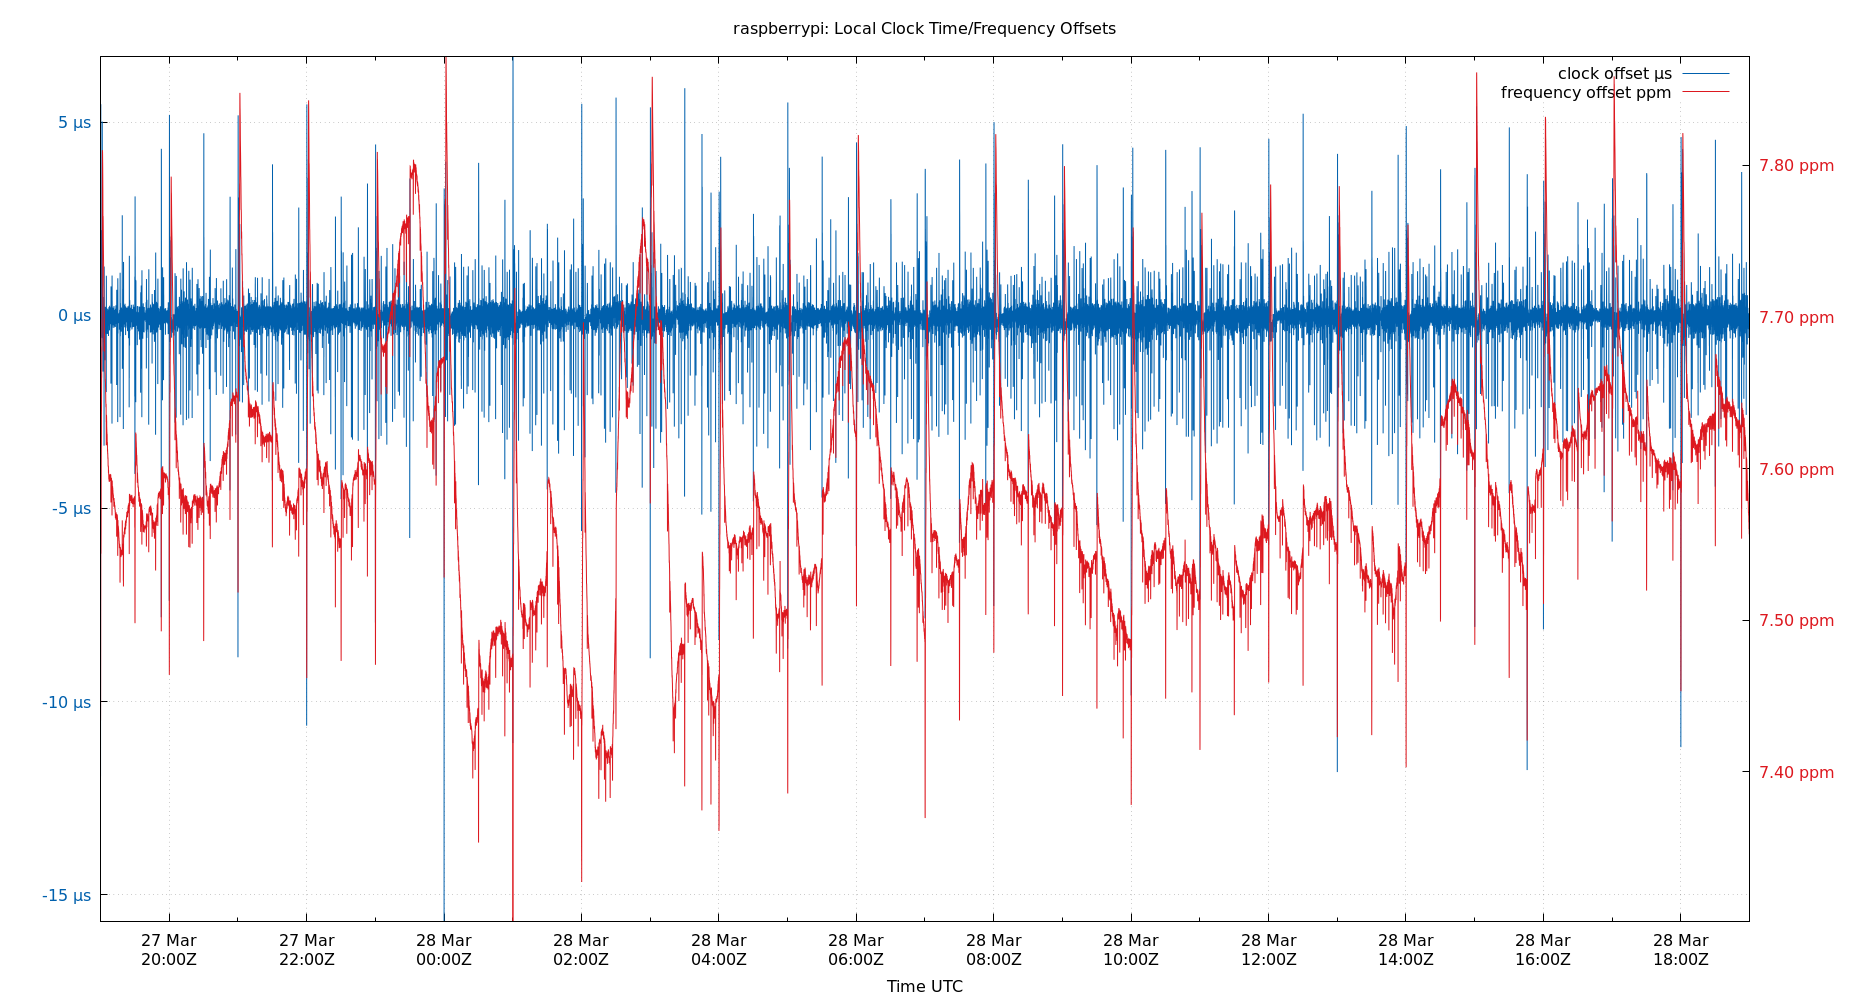 raspberrypi: Local Clock Time/Frequency Offsets
clock offset µs
frequency offset ppm
5 µs
0 µs
-5 µs
-10 µs
-15 µs
7.80 ppm
7.70 ppm
7.60 ppm
7.50 ppm
7.40 ppm
27 Mar 27 Mar 28 Mar 28 Mar 28 Mar 28 Mar 28 Mar 28 Mar 28 Mar 28 Mar 28 Mar 28 Mar
20:00Z 22:00Z 00:00Z 02:00Z 04:00Z 06:00Z 08:00Z 10:00Z 12:00Z 14:00Z 16:00Z 18:00Z
Time UTC